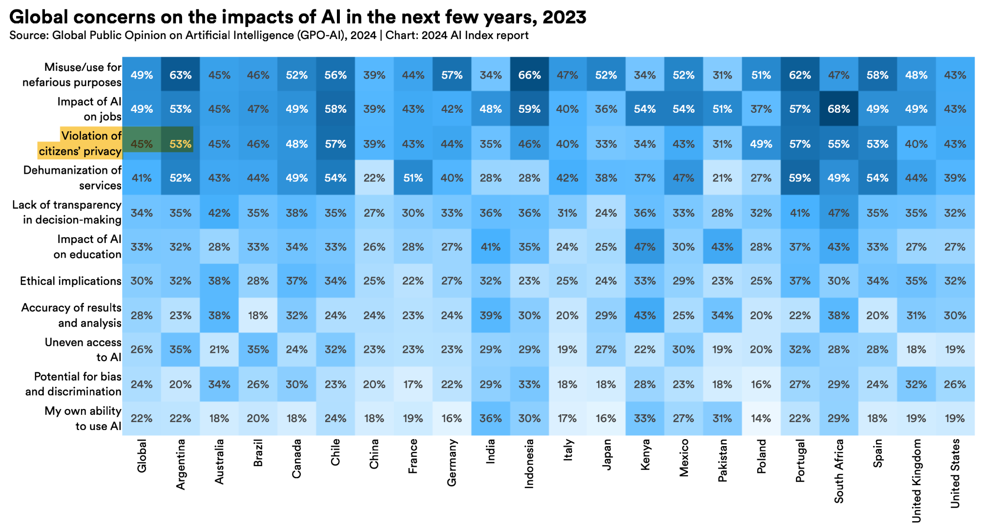 Global concerns on the impacts of AI in the next few years, 2023
Source: Global Public Opinion on Artificial Intelligence (GPO-AI), 2024 | Chart: 2024 AI Index report
Misuse/use for
nefarious purposes
49% 63% 45% 46% 52% 56% 39% 44% 57% 34% 66% 47% 52% 34% 52% 31% 51% 62% 47% 58% 48% 43%
Impact of AI
on jobs
49% 53% 45% 47% 49% 58% 39% 43% 42% 48% 59% 40% 36% 54% 54% 51% 37% 57% 68% 49% 49% 43%
Violation of
citizens’ privacy
45% 53% 45% 46% 48% 57% 39% 43% 44% 35% 46% 40% 33% 34% 43% 31% 49% 57% 55% 53% 40% 43%
Dehumanization of
services
41% 52% 43% 44% 49% 54% 22% 51% 40% 28% 28% 42% 38% 37% 47% 21% 27% 59% 49% 54% 44% 39%
Lack of transparency
in decision-making
34% 35% 42% 35% 38% 35% 27% 30% 33% 36% 36% 31% 24% 36% 33% 28% 32% 41% 47% 35% 35% 32%
Impact of AI
on education
33% 32% 28% 33% 34% 33% 26% 28% 27% 41% 35% 24% 25% 47% 30% 43% 28% 37% 43% 33% 27% 27%
Ethical implications
30% 32% 38% 28% 37% 34% 25% 22% 27% 32% 23% 25% 24% 33% 29% 23% 25% 37% 30% 34% 35% 32%
Accuracy of results
and analysis
28% 23% 38% 18% 32% 24% 24% 23% 24% 39% 30% 20% 29% 43% 25% 34% 20% 22% 38% 20% 31% 30%
Uneven access
to AI
26% 35% 21% 35% 24% 32% 23% 23% 23% 29% 29% 19% 27% 22% 30% 19% 20% 32% 28% 28% 18% 19%
Potential for bias
and discrimination
24% 20% 34% 26% 30% 23% 20% 17% 22% 29% 33% 18% 18% 28% 23% 18% 16% 27% 29% 24% 32% 26%
My own ability
to use AI
22% 22% 18% 20% 18% 24% 18% 19% 16% 36% 30% 17% 16% 33% 27% 31% 14% 22% 29% 18% 19% 19%
Global
Argentina
Australia
Brazil
Canada
Chile
China
France
Germany
India
Indonesia
Italy
Japan
Kenya
Mexico
Pakistan
Poland
Portugal
South Africa
Spain
United Kingdom
United States